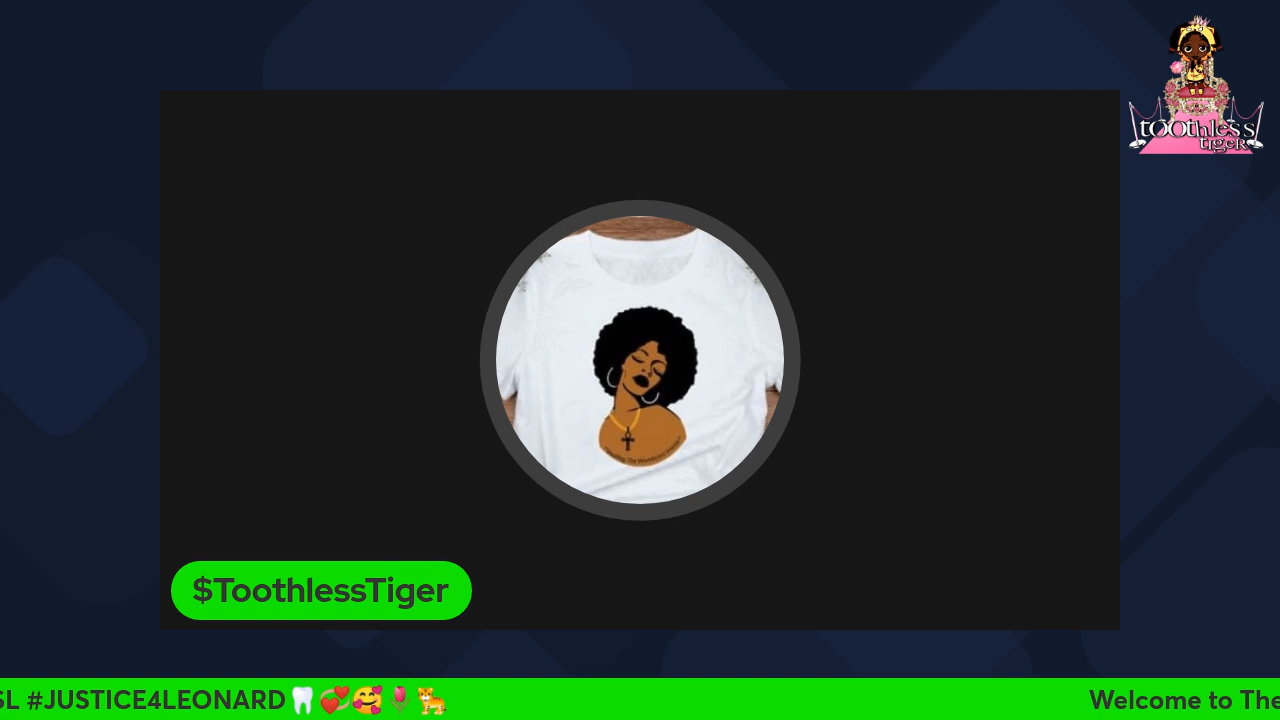 toothless
tiger
$ToothlessTiger
SL #JUSTICE4LEONARD🦷💞🥰🌷🐅
Welcome to The